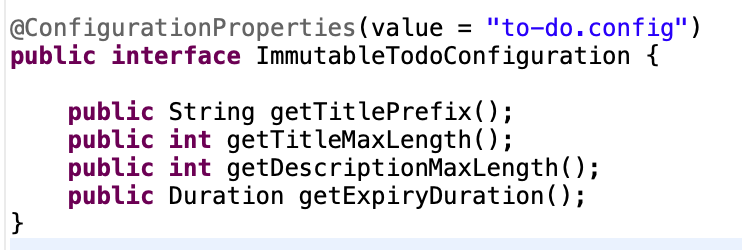 @ConfigurationProperties(value = "to-do.config")
public interface ImmutableTodoConfiguration {
public String getTitlePrefix();
public int getTitleMaxLength();
public int getDescriptionMaxLength();
public Duration getExpiryDuration();
}